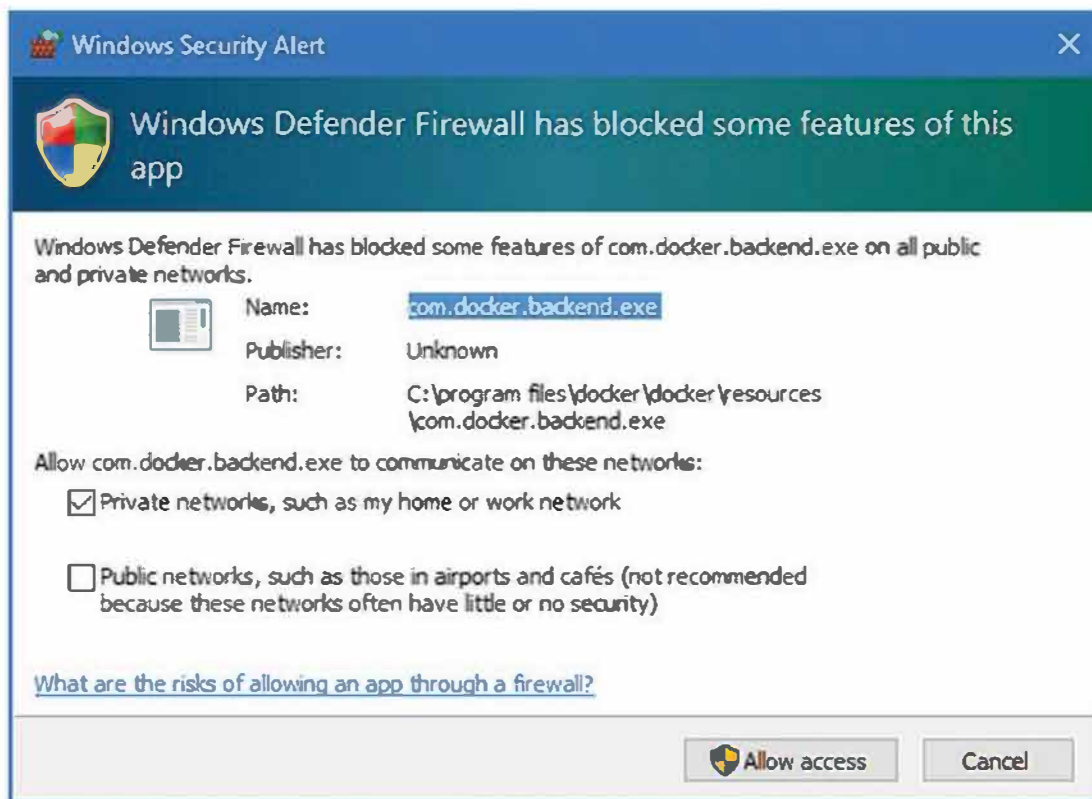 Windows Security Alert
Windows Defender Firewall has blocked some features of this
app
Windows Defender Firewall has blocked some features of com.docker.backend.exe on all public
and private networks.
Name: com.docker.backend.exe
Publisher: Unknown
Path: C:\program files\docker\docker\resources
\com.docker.backend.exe
Allow com.docker.backend.exe to communicate on these networks:
Private networks, such as my home or work network
Public networks, such as those in airports and cafés (not recommended
because these networks often have little or no security)
What are the risks of allowing an app through a firewall?
Allow access Cancel